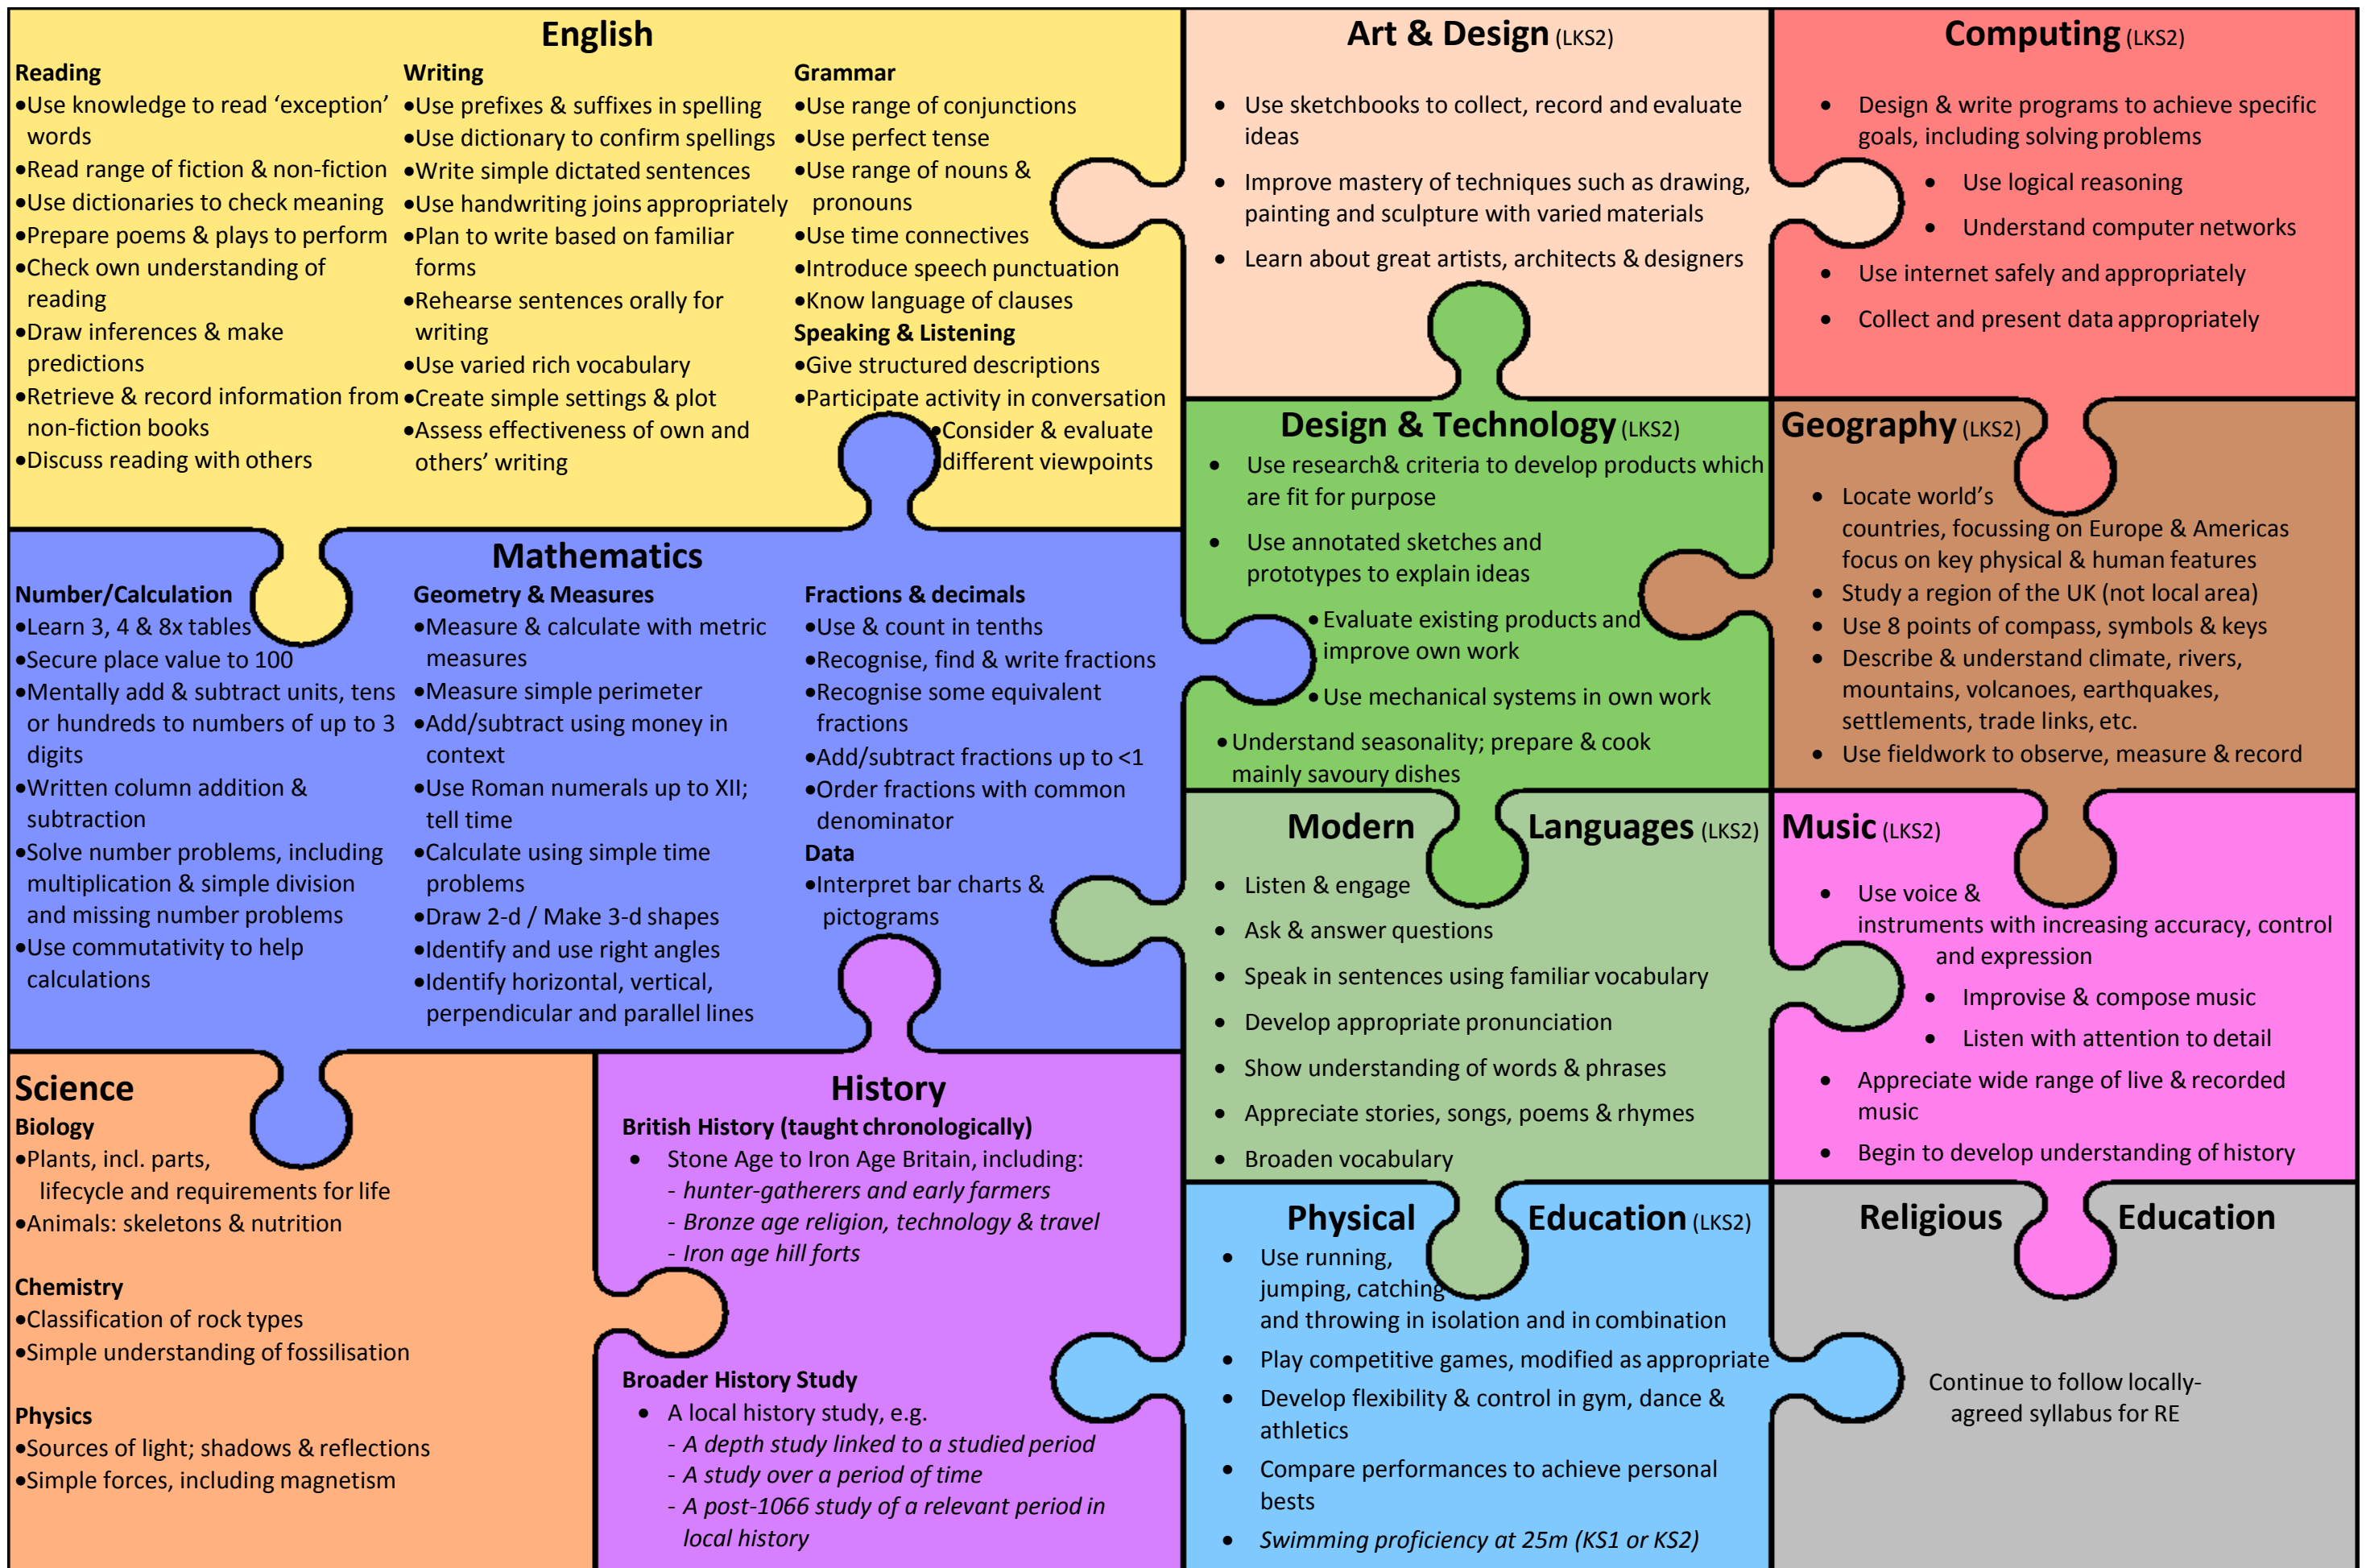 English
Reading
•Use knowledge to read ‘exception’
words
•Read range of fiction & non-fiction
•Use dictionaries to check meaning
•Prepare poems & plays to perform
•Check own understanding of
reading
•Draw inferences & make
predictions
•Retrieve & record information from
non-fiction books
•Discuss reading with others
Writing
•Use prefixes & suffixes in spelling
•Use dictionary to confirm spellings
•Write simple dictated sentences
•Use handwriting joins appropriately
•Plan to write based on familiar
forms
•Rehearse sentences orally for
writing
•Use varied rich vocabulary
•Create simple settings & plot
•Assess effectiveness of own and
others’ writing
Grammar
•Use range of conjunctions
•Use perfect tense
•Use range of nouns &
pronouns
•Use time connectives
•Introduce speech punctuation
•Know language of clauses
Speaking & Listening
•Give structured descriptions
•Participate activity in conversation
•Consider & evaluate
different viewpoints
Art & Design (LKS2)
• Use sketchbooks to collect, record and evaluate
ideas
• Improve mastery of techniques such as drawing,
painting and sculpture with varied materials
• Learn about great artists, architects & designers
Computing (LKS2)
• Design & write programs to achieve specific
goals, including solving problems
• Use logical reasoning
• Understand computer networks
• Use internet safely and appropriately
• Collect and present data appropriately
Mathematics
Number/Calculation
•Learn 3, 4 & 8x tables
•Secure place value to 100
•Mentally add & subtract units, tens
or hundreds to numbers of up to 3
digits
•Written column addition &
subtraction
•Solve number problems, including
multiplication & simple division
and missing number problems
•Use commutativity to help
calculations
Geometry & Measures
•Measure & calculate with metric
measures
•Measure simple perimeter
•Add/subtract using money in
context
•Use Roman numerals up to XII;
tell time
•Calculate using simple time
problems
•Draw 2-d / Make 3-d shapes
•Identify and use right angles
•Identify horizontal, vertical,
perpendicular and parallel lines
Fractions & decimals
•Use & count in tenths
•Recognise, find & write fractions
•Recognise some equivalent
fractions
•Add/subtract fractions up to <1
•Order fractions with common
denominator
Data
•Interpret bar charts &
pictograms
Design & Technology (LKS2)
• Use research& criteria to develop products which
are fit for purpose
• Use annotated sketches and
prototypes to explain ideas
• Evaluate existing products and
improve own work
• Use mechanical systems in own work
• Understand seasonality; prepare & cook
mainly savoury dishes
Geography (LKS2)
• Locate world’s
countries, focussing on Europe & Americas
focus on key physical & human features
• Study a region of the UK (not local area)
• Use 8 points of compass, symbols & keys
• Describe & understand climate, rivers,
mountains, volcanoes, earthquakes,
settlements, trade links, etc.
• Use fieldwork to observe, measure & record
Modern Languages (LKS2)
• Listen & engage
• Ask & answer questions
• Speak in sentences using familiar vocabulary
• Develop appropriate pronunciation
• Show understanding of words & phrases
• Appreciate stories, songs, poems & rhymes
• Broaden vocabulary
Music (LKS2)
• Use voice &
instruments with increasing accuracy, control
and expression
• Improvise & compose music
• Listen with attention to detail
• Appreciate wide range of live & recorded
music
• Begin to develop understanding of history
Science
Biology
•Plants, incl. parts,
lifecycle and requirements for life
•Animals: skeletons & nutrition
Chemistry
•Classification of rock types
•Simple understanding of fossilisation
Physics
•Sources of light; shadows & reflections
•Simple forces, including magnetism
History
British History (taught chronologically)
• Stone Age to Iron Age Britain, including:
- hunter-gatherers and early farmers
- Bronze age religion, technology & travel
- Iron age hill forts
Broader History Study
• A local history study, e.g.
- A depth study linked to a studied period
- A study over a period of time
- A post-1066 study of a relevant period in
local history
Physical Education (LKS2)
• Use running,
jumping, catching
and throwing in isolation and in combination
• Play competitive games, modified as appropriate
• Develop flexibility & control in gym, dance &
athletics
• Compare performances to achieve personal
bests
• Swimming proficiency at 25m (KS1 or KS2)
Religious Education
Continue to follow locally-
agreed syllabus for RE